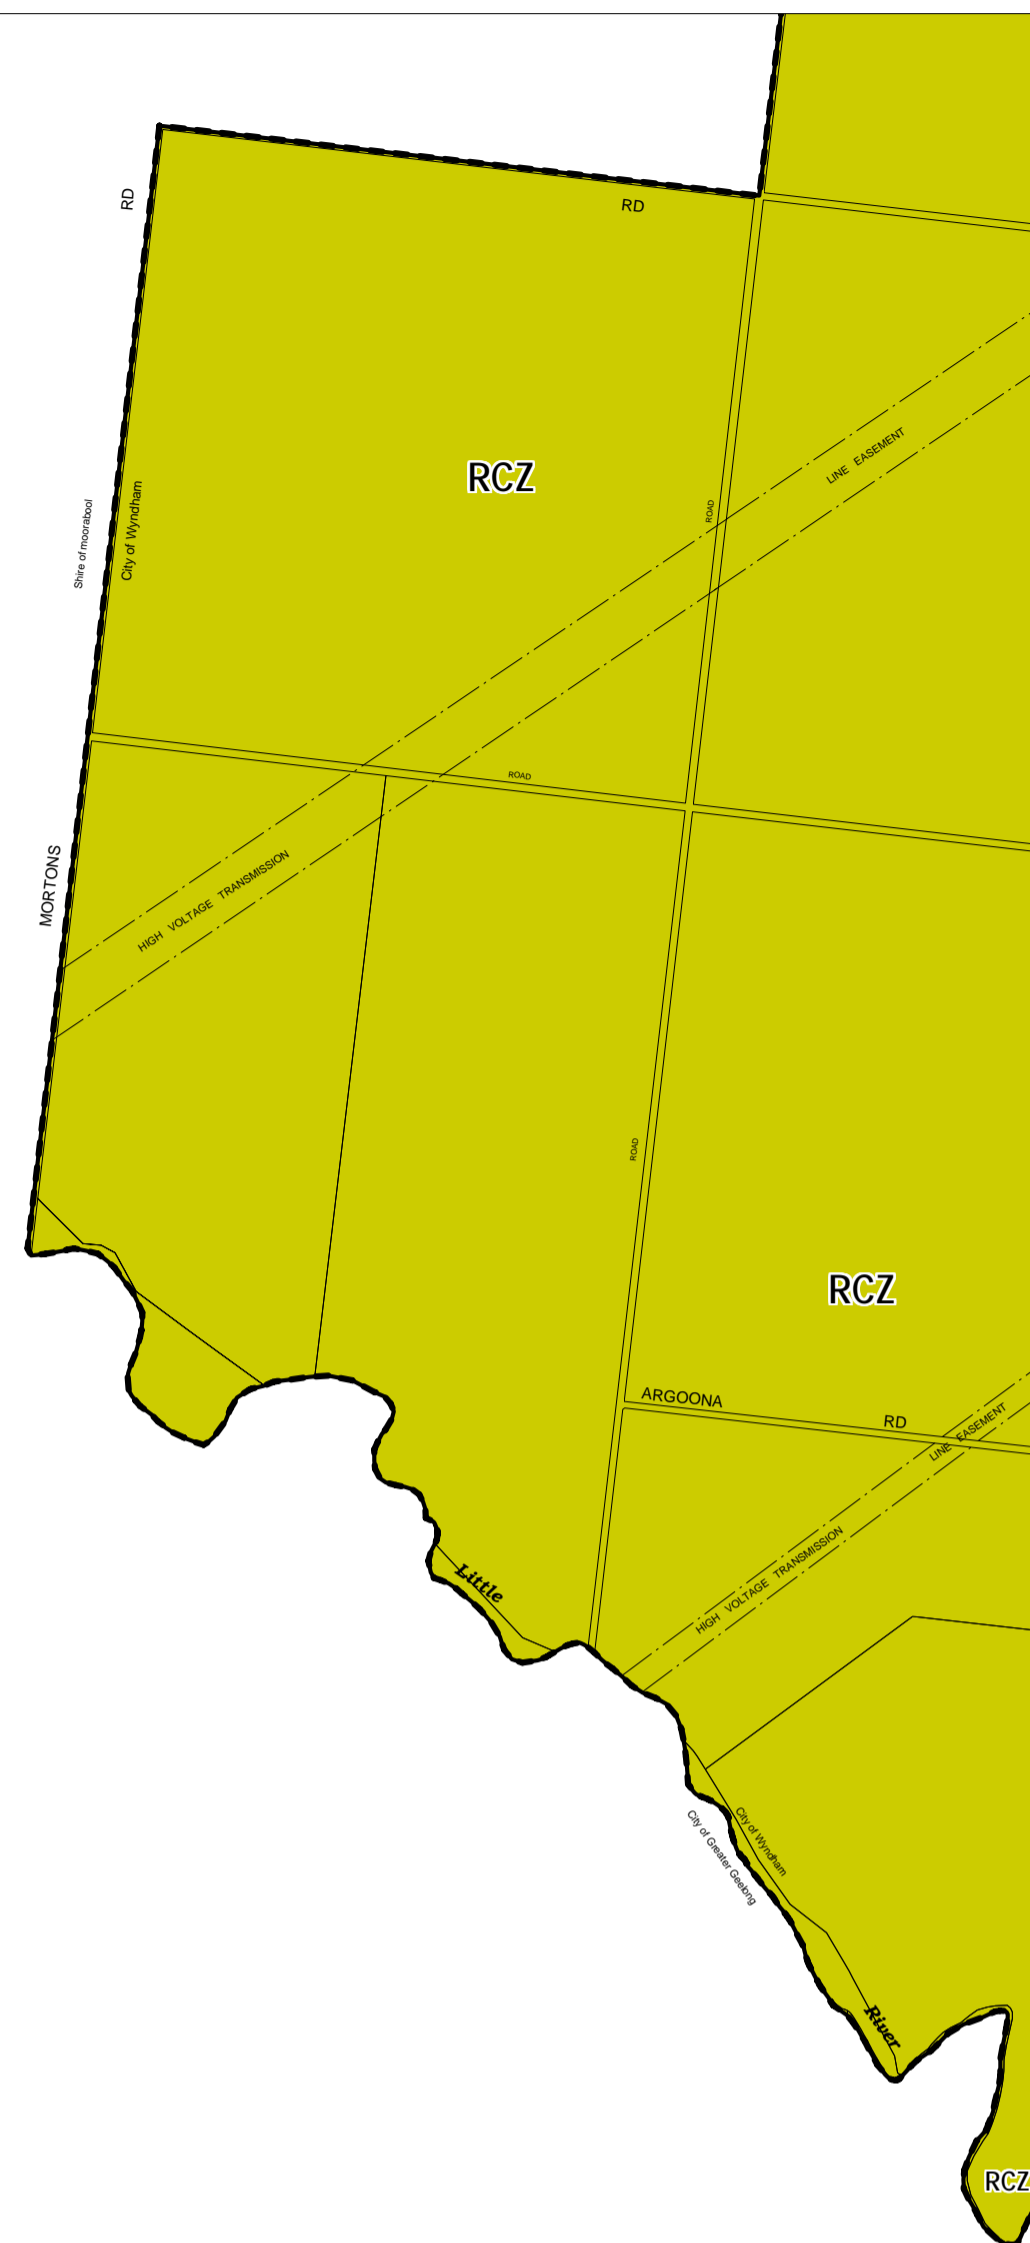 RD
RD
LINE EASEMENT
RCZ
ROAD
Shire of moorabool
City of Wyndham
ROAD
MORTONS
HIGH VOLTAGE TRANSMISSION
ROAD
RCZ
ARGOONA
RD
LINE EASEMENT
HIGH VOLTAGE TRANSMISSION
Little
City of Wyndham
City of Greater Geelong
River
RCZ